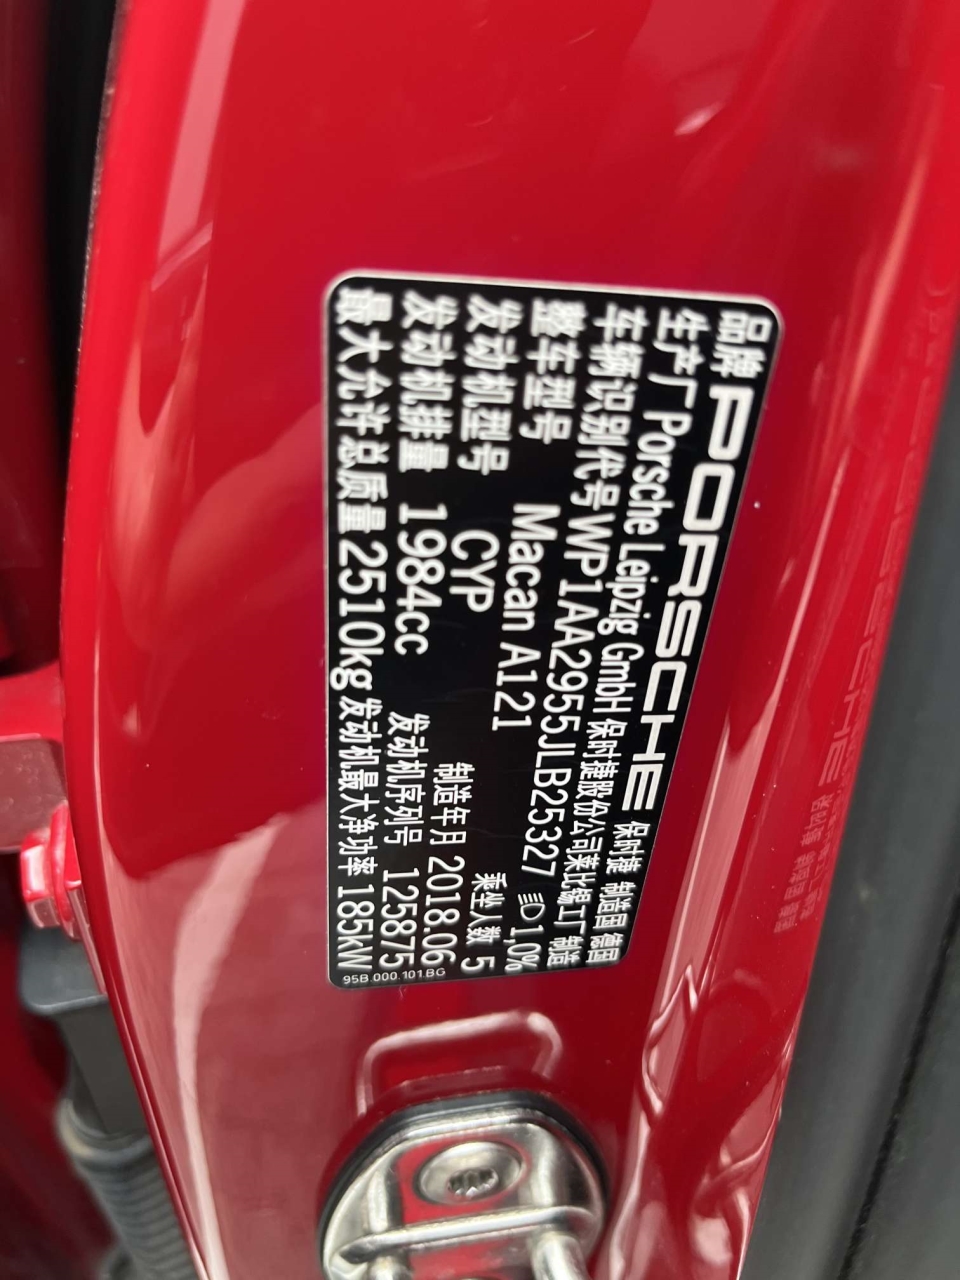 品牌 PORSCHE 保时捷 制造国 德国
生产厂 Porsche Leipzig GmbH 保时捷股份公司莱比锡工厂 制造
车辆识别代号 WP1AA2955JLB25327 1,0%
整车型号 Macan A121 乘坐人数 5
发动机型号 CYP 制造年月 2018.06
发动机排量 1984cc 发动机序列号 125875
最大允许总质量 2510kg 发动机最大净功率 185kW
95B.000.101.BG